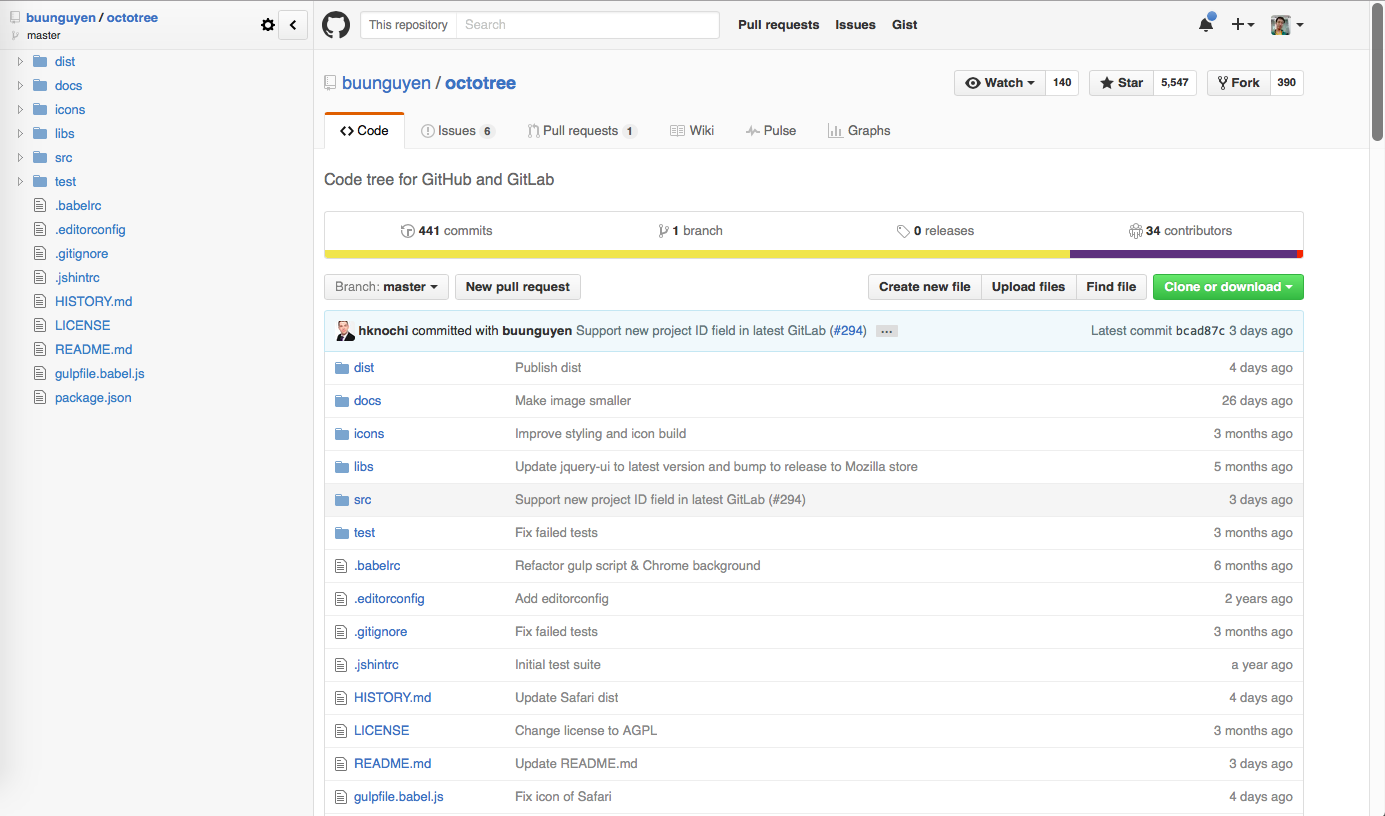 buunguyen / octotree
master
dist
docs
icons
libs
src
test
.babelrc
.editorconfig
.gitignore
.jshintrc
HISTORY.md
LICENSE
README.md
gulpfile.babel.js
package.json
This repository Search Pull requests Issues Gist
buunguyen / octotree Watch 140 Star 5,547 Fork 390
Code Issues 6 Pull requests 1 Wiki Pulse Graphs
Code tree for GitHub and GitLab
441 commits 1 branch 0 releases 34 contributors
Branch: master New pull request Create new file Upload files Find file Clone or download
hknochi committed with buunguyen Support new project ID field in latest GitLab (#294) … Latest commit bcad87c 3 days ago
dist Publish dist 4 days ago
docs Make image smaller 26 days ago
icons Improve styling and icon build 3 months ago
libs Update jquery-ui to latest version and bump to release to Mozilla store 5 months ago
src Support new project ID field in latest GitLab (#294) 3 days ago
test Fix failed tests 3 months ago
.babelrc Refactor gulp script & Chrome background 6 months ago
.editorconfig Add editorconfig 2 years ago
.gitignore Fix failed tests 3 months ago
.jshintrc Initial test suite a year ago
HISTORY.md Update Safari dist 4 days ago
LICENSE Change license to AGPL 3 months ago
README.md Update README.md 3 days ago
gulpfile.babel.js Fix icon of Safari 4 days ago